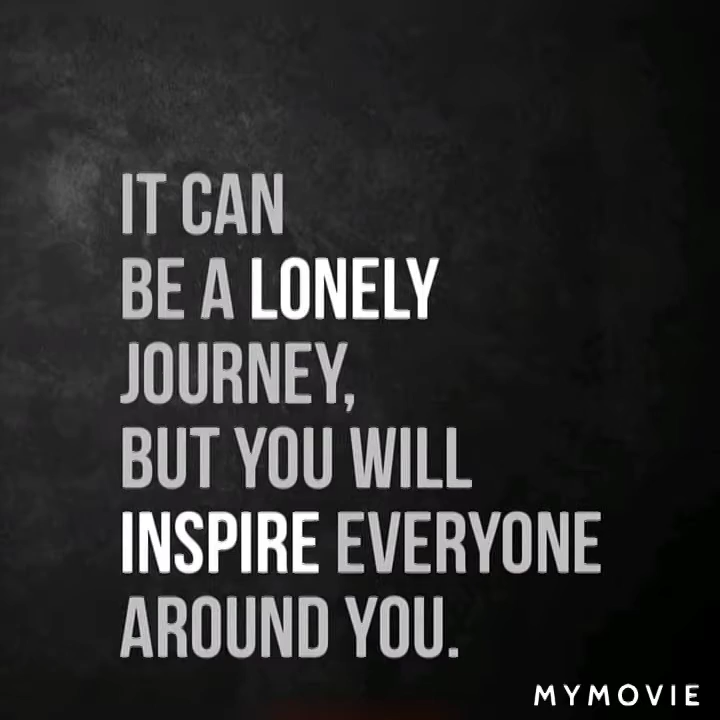 IT CAN
BE A LONELY
JOURNEY,
BUT YOU WILL
INSPIRE EVERYONE
AROUND YOU.
MYMOVIE